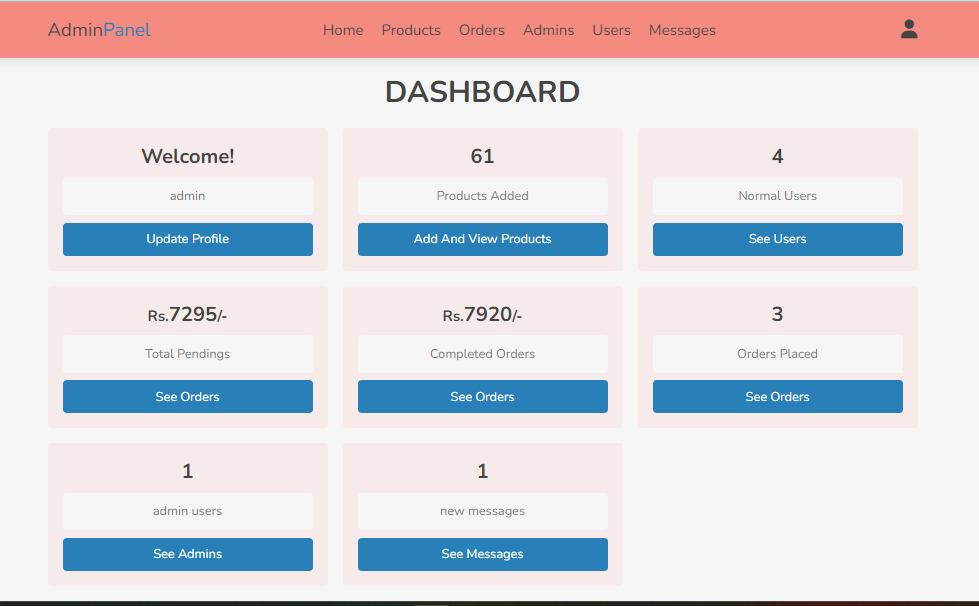 AdminPanel Home Products Orders Admins Users Messages
DASHBOARD
Welcome!
admin
Update Profile
61
Products Added
Add And View Products
4
Normal Users
See Users
Rs.7295/-
Total Pendings
See Orders
Rs.7920/-
Completed Orders
See Orders
3
Orders Placed
See Orders
1
admin users
See Admins
1
new messages
See Messages